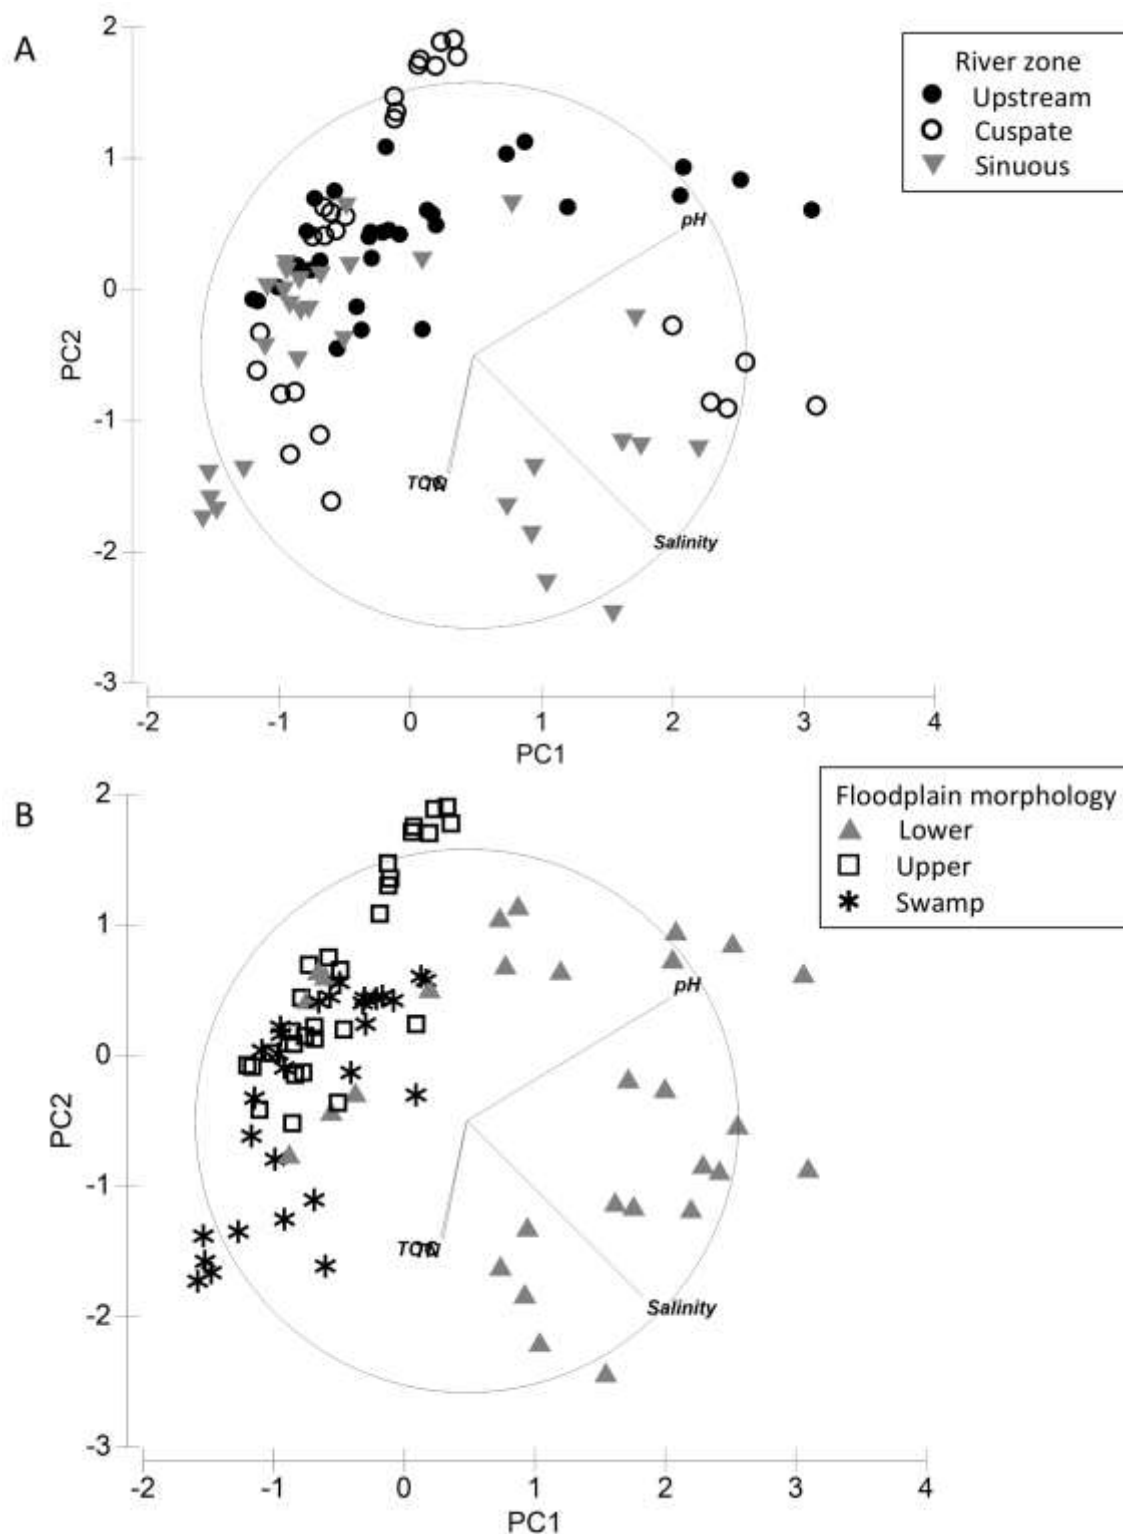 A
River zone
Upstream
Cuspate
Sinuous
2
1
0
-1
-2
-3
PC2
pH
Salinity
-2 -1 0 1 2 3 4
PC1
B
Floodplain morphology
Lower
Upper
Swamp
2
1
0
-1
-2
-3
PC2
pH
Salinity
-2 -1 0 1 2 3 4
PC1